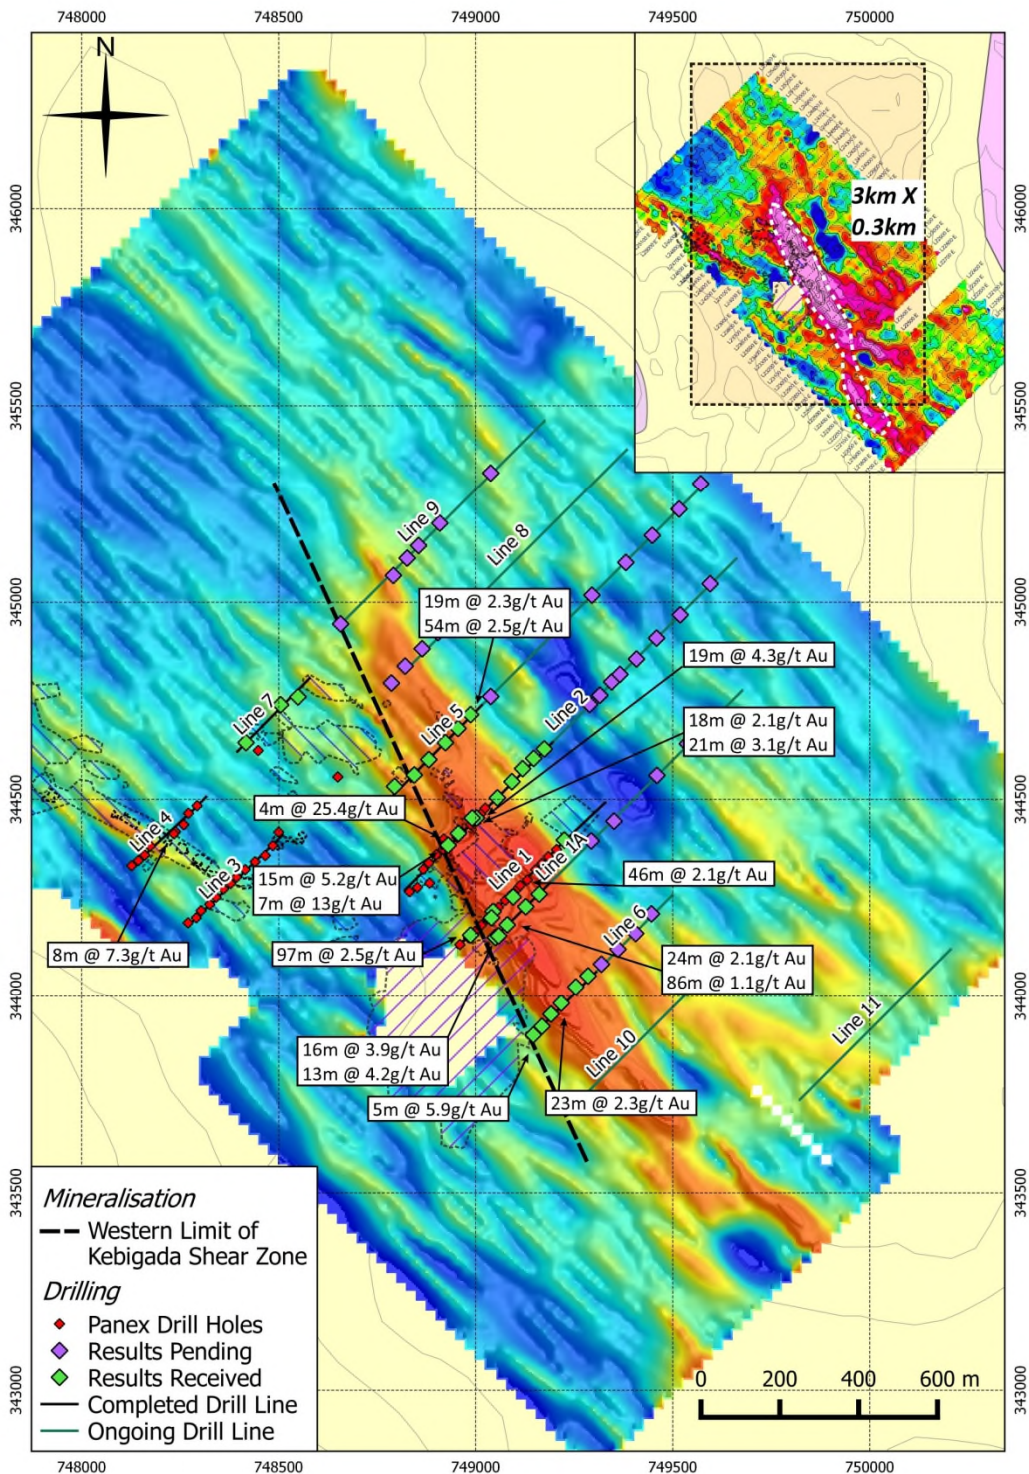 748000 748500 749000 749500 750000
N
346000
346000
3km X
0.3km
345500
345500
Line 9
Line 8
345000
345000
19m @ 2.3g/t Au
54m @ 2.5g/t Au
19m @ 4.3g/t Au
Line 7
Line 5
Line 2
18m @ 2.1g/t Au
21m @ 3.1g/t Au
344500
344500
4m @ 25.4g/t Au
Line 4
Line 3
Line 1
Line 1A
15m @ 5.2g/t Au
7m @ 13g/t Au
46m @ 2.1g/t Au
Line 6
8m @ 7.3g/t Au
97m @ 2.5g/t Au
24m @ 2.1g/t Au
86m @ 1.1g/t Au
344000
344000
Line 11
16m @ 3.9g/t Au
13m @ 4.2g/t Au
Line 10
5m @ 5.9g/t Au
23m @ 2.3g/t Au
343500
343500
Mineralisation
Western Limit of
Kebigada Shear Zone
Drilling
Panex Drill Holes
Results Pending
Results Received
Completed Drill Line
Ongoing Drill Line
0 200 400 600 m
343000
343000
748000 748500 749000 749500 750000